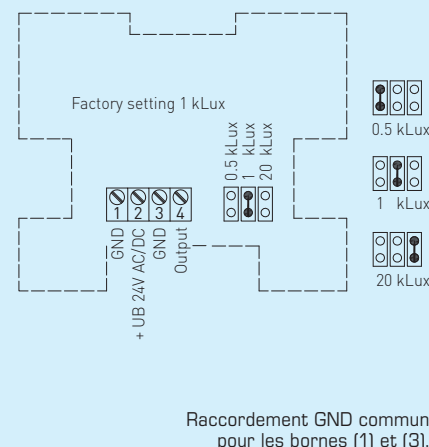 Factory setting 1 kLux
0.5 kLux
1 kLux
20 kLux
0.5 kLux
1 kLux
20 kLux
1 2 3 4
GND
+ UB 24V AC/DC
GND
Output
Raccordement GND commun
pour les bornes (1) et (3).